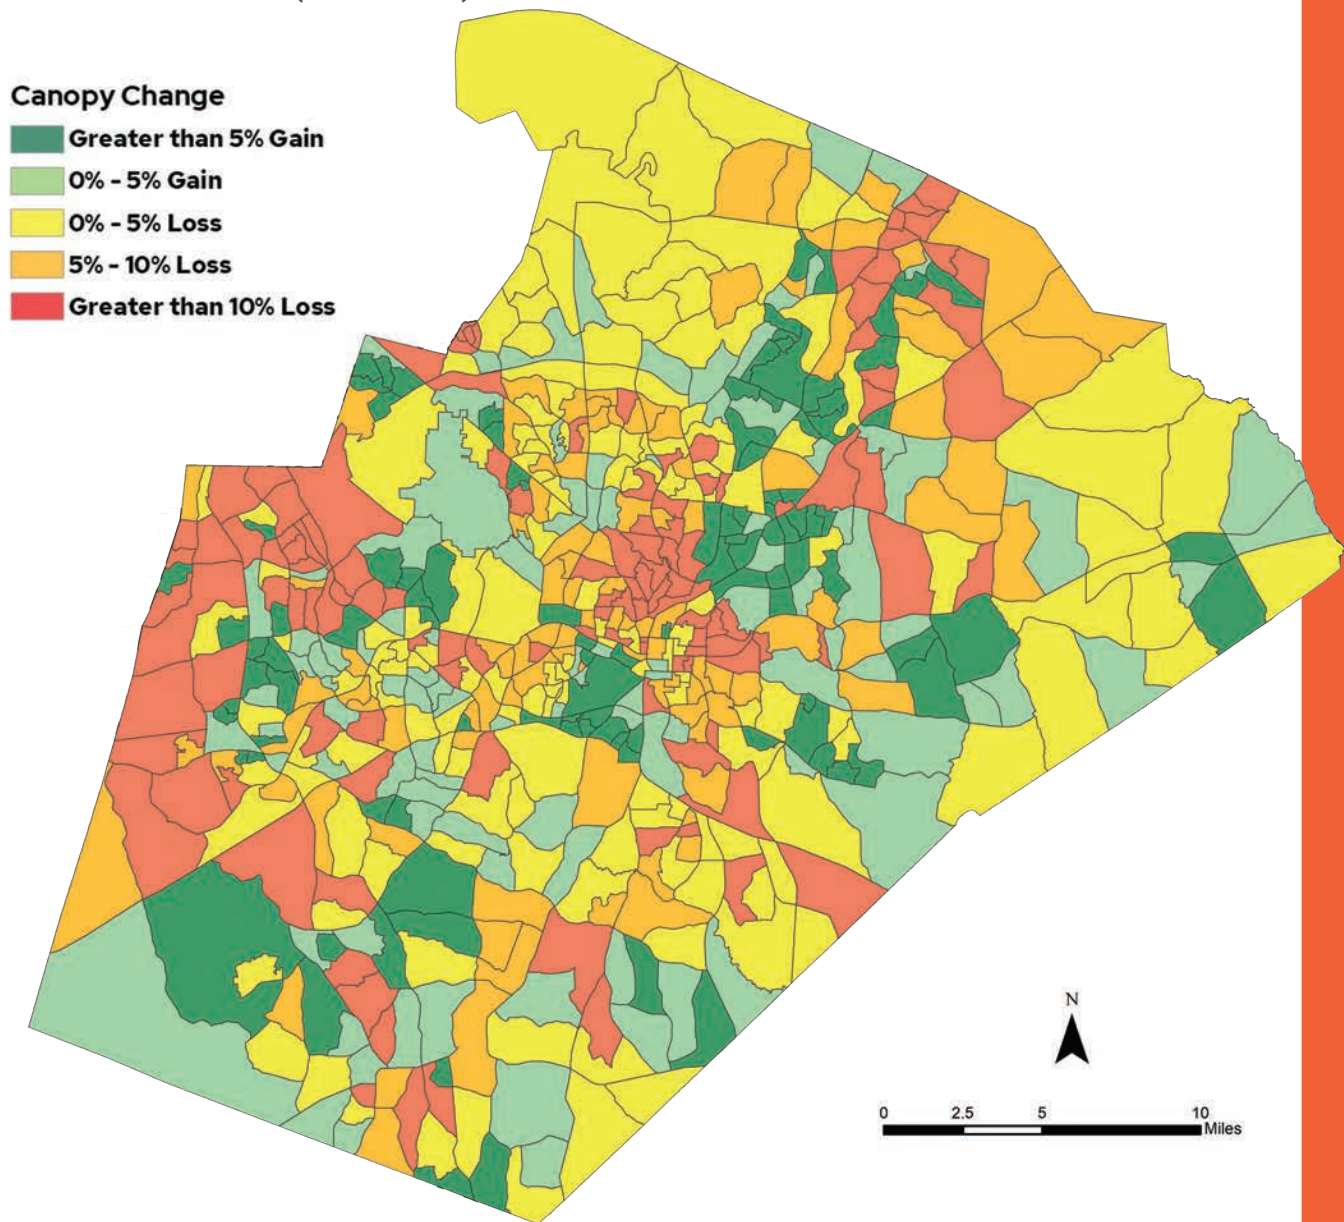 Canopy Change
Greater than 5% Gain
0% - 5% Gain
0% - 5% Loss
5% - 10% Loss
Greater than 10% Loss
N
0 2.5 5 10
Miles